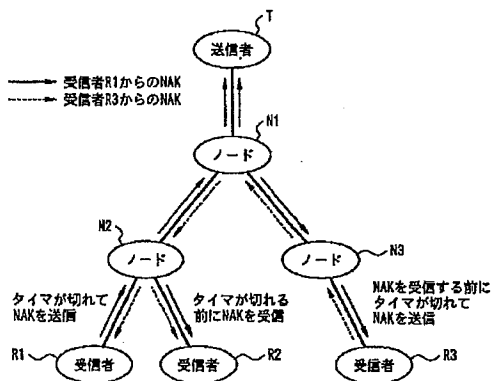 T
送信者
受信者R1からのNAK
受信者R3からのNAK
N1
ノード
N2
ノード
N3
ノード
タイマが切れて
NAKを送信
タイマが切れる
前にNAKを受信
NAKを受信する前に
タイマが切れて
NAKを送信
R1
受信者
受信者
R2
受信者
R3